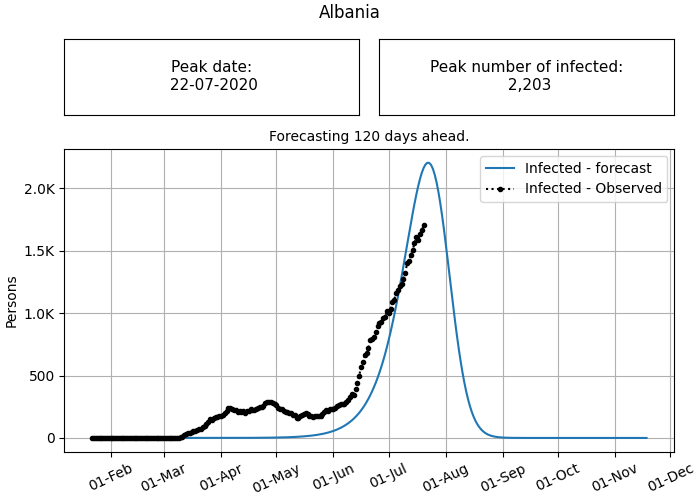 Albania
Peak date:
22-07-2020
Peak number of infected:
2,203
Forecasting 120 days ahead.
Infected - forecast
Infected - Observed
Persons
2.0K
1.5K
1.0K
500
0
01-Feb
01-Mar
01-Apr
01-May
01-Jun
01-Jul
01-Aug
01-Sep
01-Oct
01-Nov
01-Dec